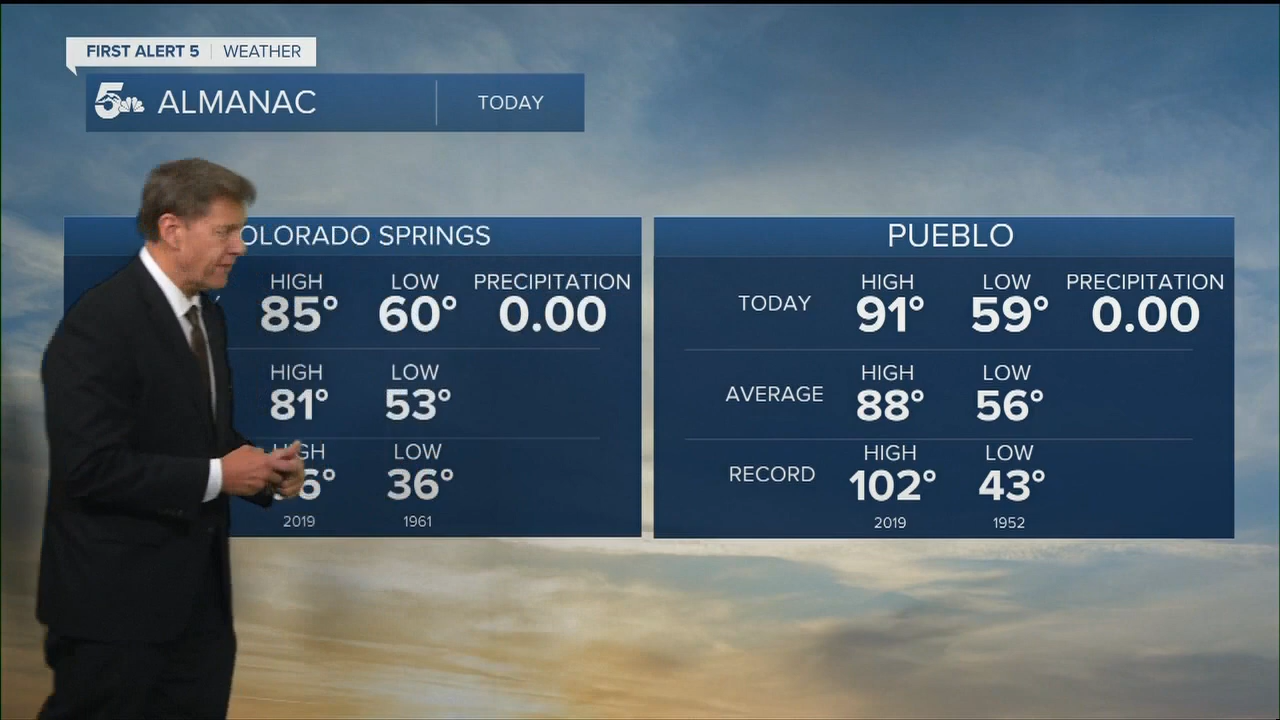 FIRST ALERT 5 | WEATHER
5 ALMANAC TODAY
OLORADO SPRINGS
HIGH LOW PRECIPITATION
85° 60° 0.00
HIGH LOW
81° 53°
LOW
6° 36°
2019 1961
PUEBLO
HIGH LOW PRECIPITATION
TODAY 91° 59° 0.00
HIGH LOW
AVERAGE 88° 56°
HIGH LOW
RECORD 102° 43°
2019 1952